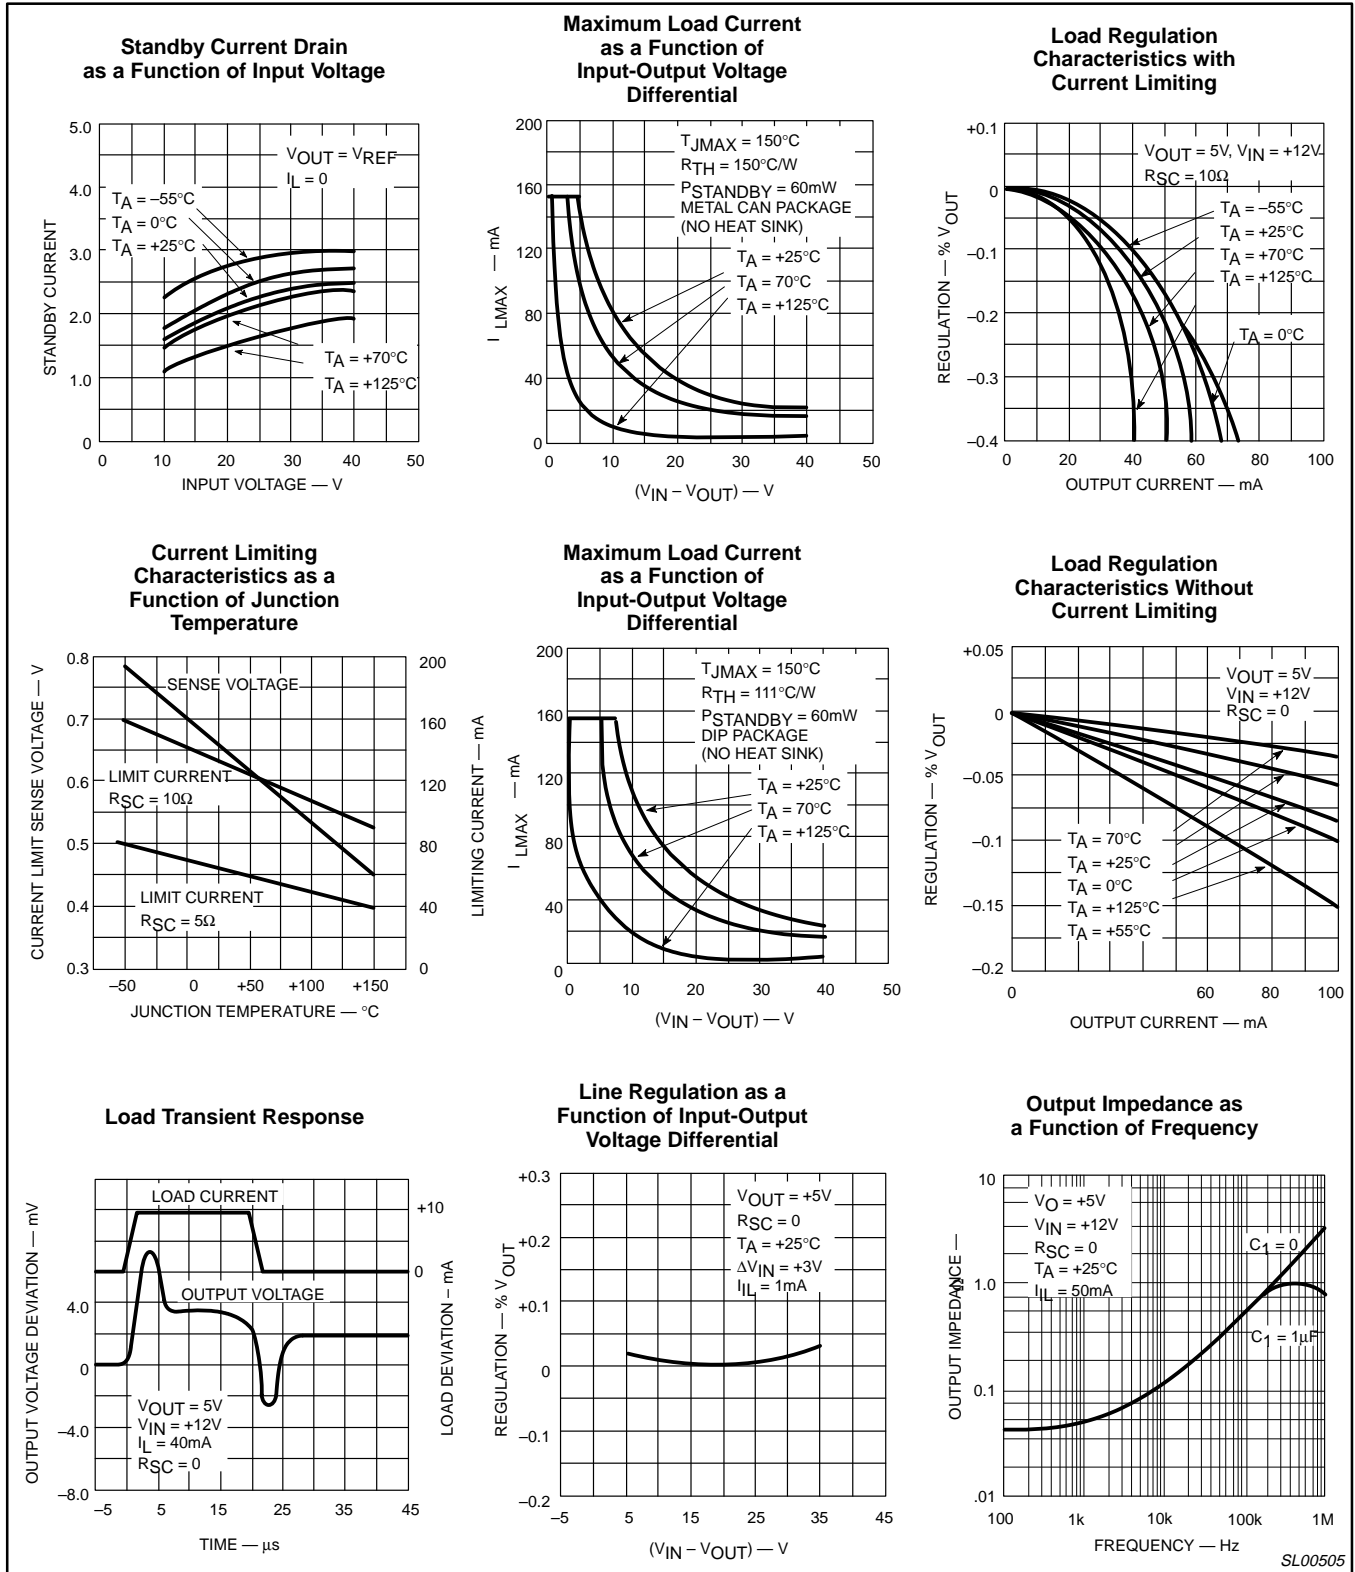 Standby Current Drain
as a Function of Input Voltage
5.0
4.0
3.0
2.0
1.0
0
STANDBY CURRENT
VOUT = VREF
IL = 0
TA = –55°C
TA = 0°C
TA = +25°C
TA = +70°C
TA = +125°C
0 10 20 30 40 50
INPUT VOLTAGE — V
Maximum Load Current
as a Function of
Input-Output Voltage
Differential
200
160
120
80
40
0
I LMAX — mA
TJMAX = 150°C
RTH = 150°C/W
PSTANDBY = 60mW
METAL CAN PACKAGE
(NO HEAT SINK)
TA = +25°C
TA = 70°C
TA = +125°C
0 10 20 30 40 50
(VIN – VOUT) — V
Load Regulation
Characteristics with
Current Limiting
+0.1
0
–0.1
–0.2
–0.3
–0.4
REGULATION — % VOUT
VOUT = 5V, VIN = +12V
RSC = 10Ω
TA = –55°C
TA = +25°C
TA = +70°C
TA = +125°C
TA = 0°C
0 20 40 60 80 100
OUTPUT CURRENT — mA
Current Limiting
Characteristics as a
Function of Junction
Temperature
0.8
0.7
0.6
0.5
0.4
0.3
CURRENT LIMIT SENSE VOLTAGE — V
SENSE VOLTAGE
LIMIT CURRENT
RSC = 10Ω
LIMIT CURRENT
RSC = 5Ω
200
160
120
80
40
0
LIMITING CURRENT — mA
–50 0 +50 +100 +150
JUNCTION TEMPERATURE — °C
Maximum Load Current
as a Function of
Input-Output Voltage
Differential
200
160
120
80
40
0
I LMAX — mA
TJMAX = 150°C
RTH = 111°C/W
PSTANDBY = 60mW
DIP PACKAGE
(NO HEAT SINK)
TA = +25°C
TA = 70°C
TA = +125°C
0 10 20 30 40 50
(VIN – VOUT) — V
Load Regulation
Characteristics Without
Current Limiting
+0.05
0
–0.05
–0.1
–0.15
–0.2
REGULATION — % VOUT
VOUT = 5V
VIN = +12V
RSC = 0
TA = 70°C
TA = +25°C
TA = 0°C
TA = +125°C
TA = +55°C
0 60 80 100
OUTPUT CURRENT — mA
Load Transient Response
OUTPUT VOLTAGE DEVIATION — mV
4.0
0
–4.0
–8.0
LOAD CURRENT
OUTPUT VOLTAGE
VOUT = 5V
VIN = +12V
IL = 40mA
RSC = 0
+10
0
LOAD DEVIATION – mA
–5 5 15 25 35 45
TIME — µs
Line Regulation as a
Function of Input-Output
Voltage Differential
+0.3
+0.2
+0.1
0
–0.1
–0.2
REGULATION — % VOUT
VOUT = +5V
RSC = 0
TA = +25°C
ΔVIN = +3V
IIL = 1mA
–5 5 15 25 35 45
(VIN – VOUT) — V
Output Impedance as
a Function of Frequency
10
1.0
0.1
.01
OUTPUT IMPEDANCE — Ω
VO = +5V
VIN = +12V
RSC = 0
TA = +25°C
IIL = 50mA
C1 = 0
C1 = 1µF
100 1k 10k 100k 1M
FREQUENCY — Hz
SL00505